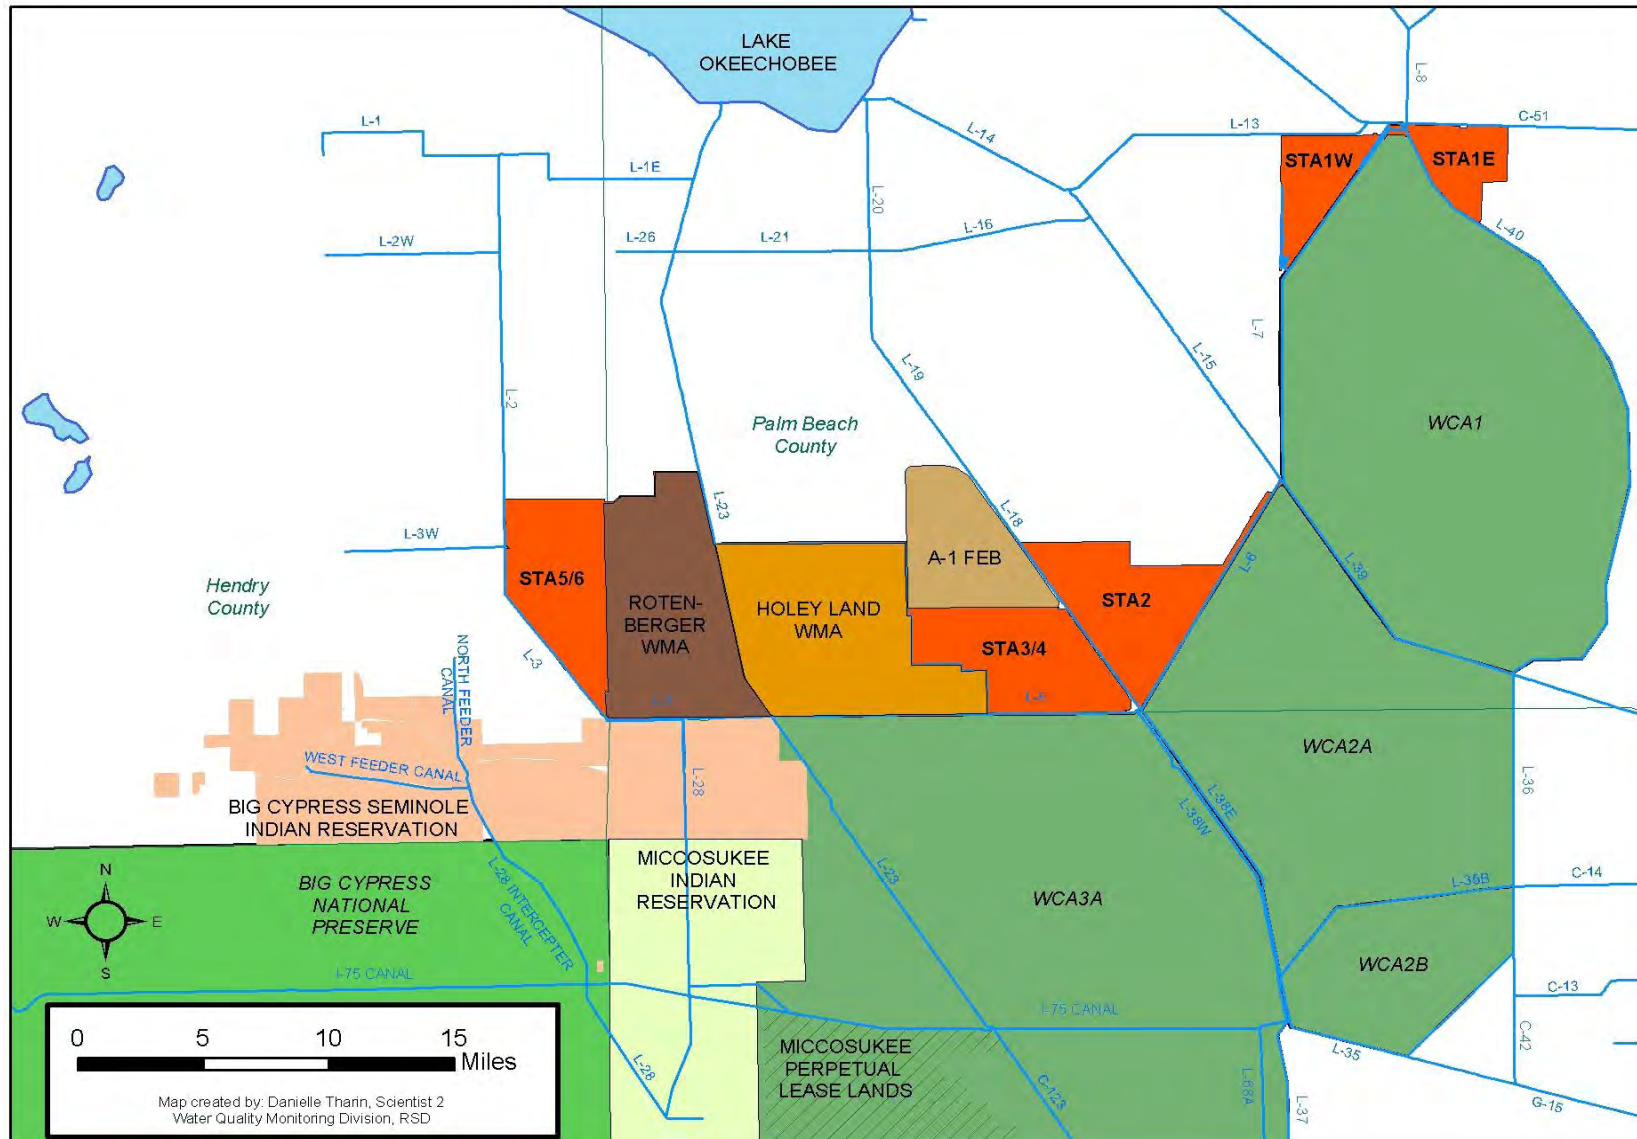 LAKE
OKEECHOBEE
L-8
L-1
L-14
L-13
C-51
STA1W
STA1E
L-1E
L-20
L-2W
L-26
L-21
L-16
L-40
L-7
L-15
L-19
L-2
Palm Beach
County
WCA1
L-23
L-18
L-3W
A-1 FEB
L-6
L-39
STA5/6
Hendry
County
ROTEN-
BERGER
WMA
HOLEY LAND
WMA
STA2
STA3/4
L-3
NORTH FEEDER
CANAL
L-5
WCA2A
WEST FEEDER CANAL
L-28
L-36
BIG CYPRESS SEMINOLE
INDIAN RESERVATION
L-38E
L-38W
MICCOSUKEE
INDIAN
RESERVATION
L-23
C-14
BIG CYPRESS
NATIONAL
PRESERVE
L-28 INTERCEPTER
CANAL
WCA3A
N
W
E
S
WCA2B
I-75 CANAL
C-13
I-75 CANAL
0 5 10 15
Miles
MICCOSUKEE
PERPETUAL
LEASE LANDS
L-28
C-123
L-68A
L-37
L-35
C-42
G-15
Map created by: Danielle Tharin, Scientist 2
Water Quality Monitoring Division, RSD